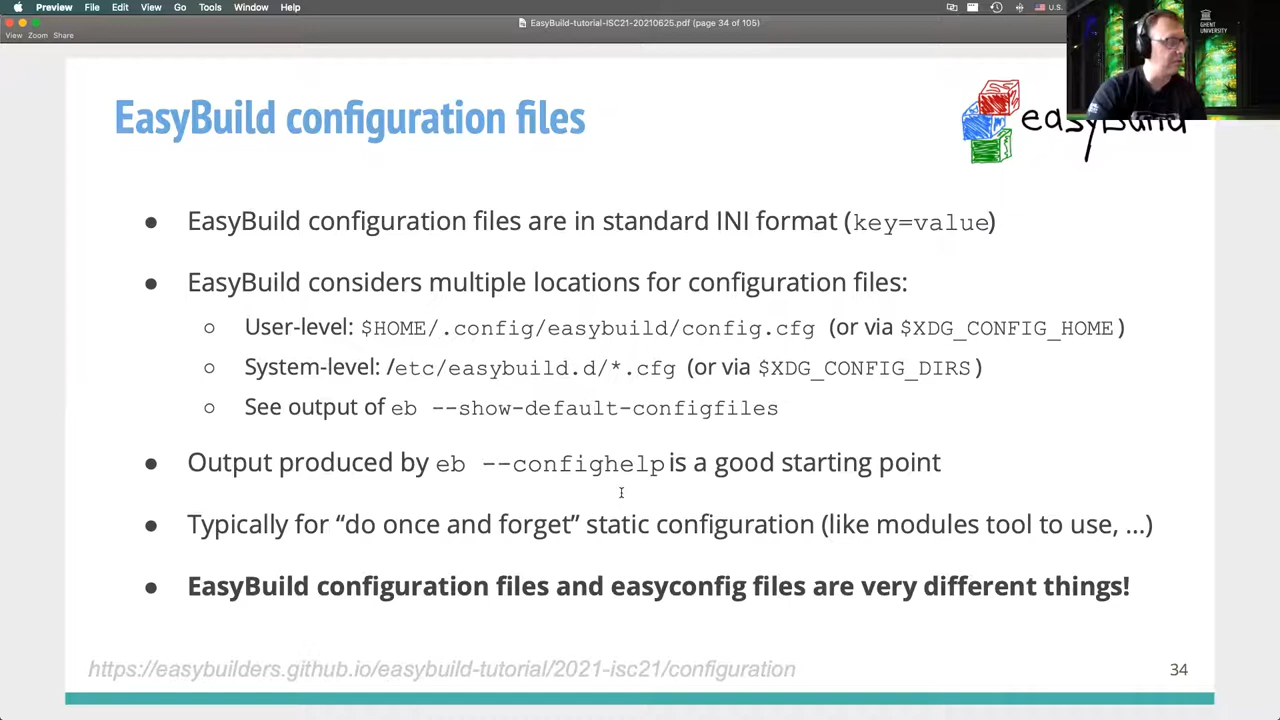 Preview File Edit View Go Tools Window Help U.S.
EasyBuild-tutorial-ISC21-20210625.pdf (page 34 of 105)
View Zoom Share
GHENT
UNIVERSITY
EasyBuild configuration files
easybuild
● EasyBuild configuration files are in standard INI format (key=value)
● EasyBuild considers multiple locations for configuration files:
○ User-level: $HOME/.config/easybuild/config.cfg (or via $XDG_CONFIG_HOME)
○ System-level: /etc/easybuild.d/*.cfg (or via $XDG_CONFIG_DIRS)
○ See output of eb --show-default-configfiles
● Output produced by eb --confighelp is a good starting point
● Typically for “do once and forget” static configuration (like modules tool to use, ...)
● EasyBuild configuration files and easyconfig files are very different things!
https://easybuilders.github.io/easybuild-tutorial/2021-isc21/configuration
34